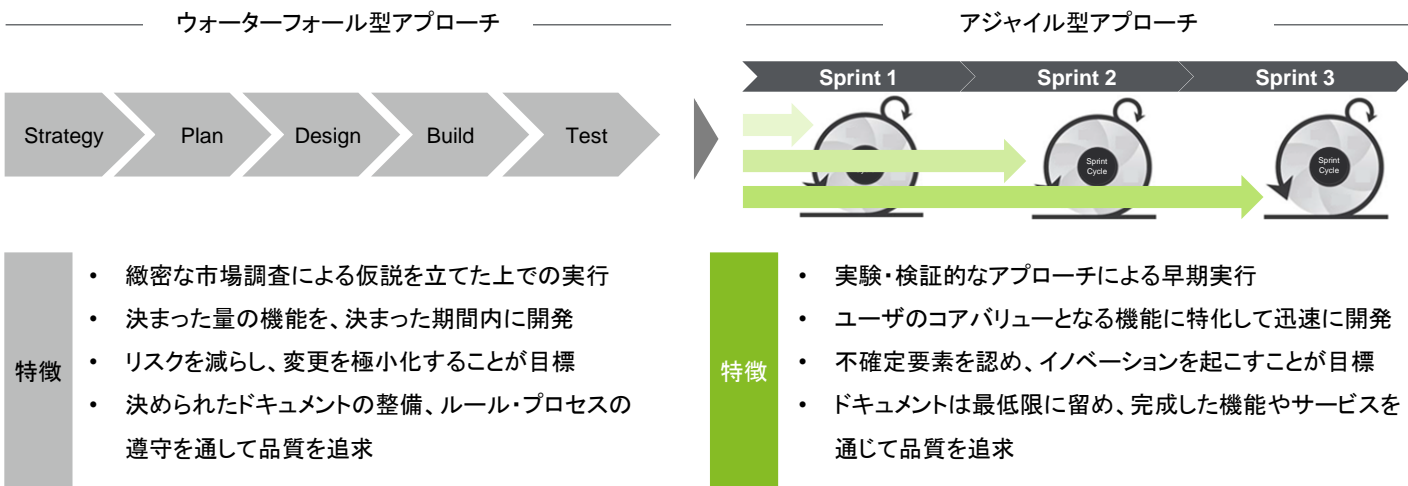 ウォーターフォール型アプローチ
Strategy
Plan
Design
Build
Test
特徴
• 緻密な市場調査による仮説を立てた上での実行
• 決まった量の機能を、決まった期間内に開発
• リスクを減らし、変更を極小化することが目標
• 決められたドキュメントの整備、ルール・プロセスの
遵守を通して品質を追求
アジャイル型アプローチ
Sprint 1
Sprint 2
Sprint 3
Sprint
Cycle
Sprint
Cycle
特徴
• 実験・検証的なアプローチによる早期実行
• ユーザのコアバリューとなる機能に特化して迅速に開発
• 不確定要素を認め、イノベーションを起こすことが目標
• ドキュメントは最低限に留め、完成した機能やサービスを
通じて品質を追求